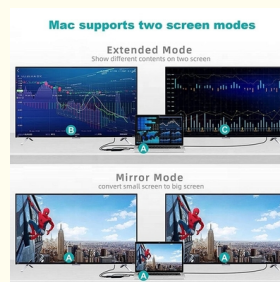 Mac supports two screen modes
Extended Mode
Show different contents on two screen
B
C
A
Mirror Mode
convert small screen to big screen
A
A
A